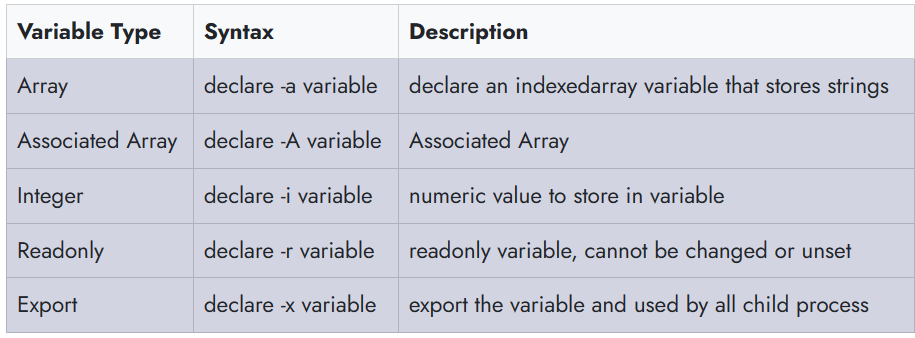 Variable Type Syntax Description
Array declare -a variable declare an indexedarray variable that stores strings
Associated Array declare -A variable Associated Array
Integer declare -i variable numeric value to store in variable
Readonly declare -r variable readonly variable, cannot be changed or unset
Export declare -x variable export the variable and used by all child process